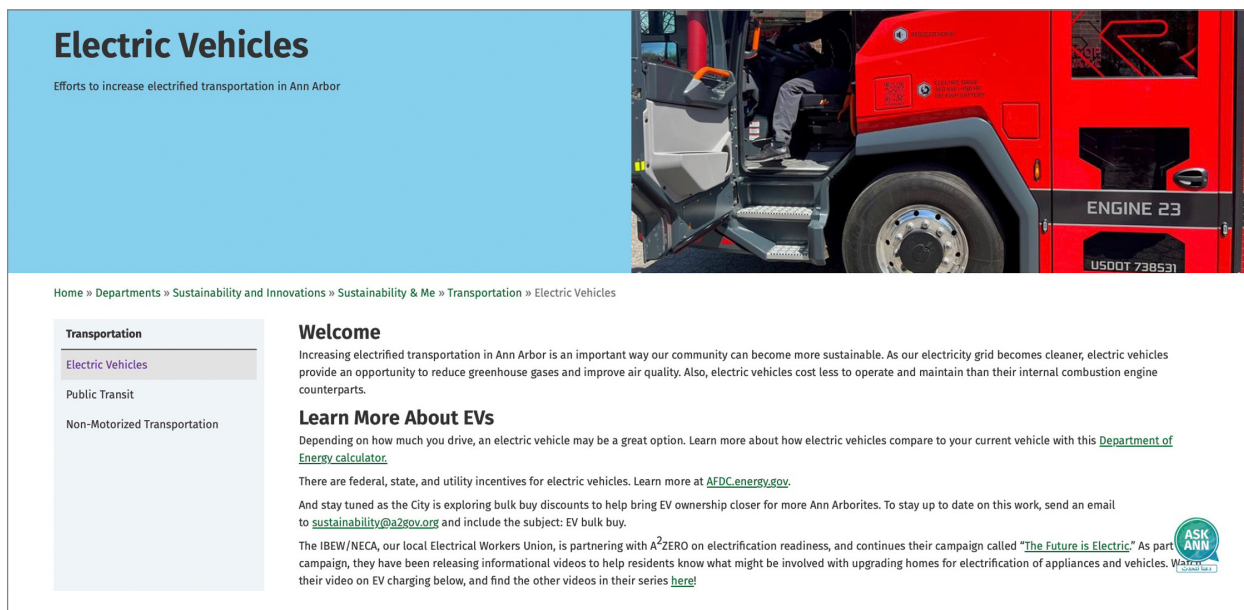 Electric Vehicles
Efforts to increase electrified transportation in Ann Arbor
ENGINE 23
USDOT 738531
Home » Departments » Sustainability and Innovations » Sustainability & Me » Transportation » Electric Vehicles
Transportation
Electric Vehicles
Public Transit
Non-Motorized Transportation
Welcome
Increasing electrified transportation in Ann Arbor is an important way our community can become more sustainable. As our electricity grid becomes cleaner, electric vehicles
provide an opportunity to reduce greenhouse gases and improve air quality. Also, electric vehicles cost less to operate and maintain than their internal combustion engine
counterparts.
Learn More About EVs
Depending on how much you drive, an electric vehicle may be a great option. Learn more about how electric vehicles compare to your current vehicle with this Department of
Energy calculator.
There are federal, state, and utility incentives for electric vehicles. Learn more at AFDC.energy.gov.
And stay tuned as the City is exploring bulk buy discounts to help bring EV ownership closer for more Ann Arborites. To stay up to date on this work, send an email
to sustainability@a2gov.org and include the subject: EV bulk buy.
The IBEW/NECA, our local Electrical Workers Union, is partnering with A²ZERO on electrification readiness, and continues their campaign called “The Future is Electric.” As part
campaign, they have been releasing informational videos to help residents know what might be involved with upgrading homes for electrification of appliances and vehicles. Watch
their video on EV charging below, and find the other videos in their series here!
ASK
ANN